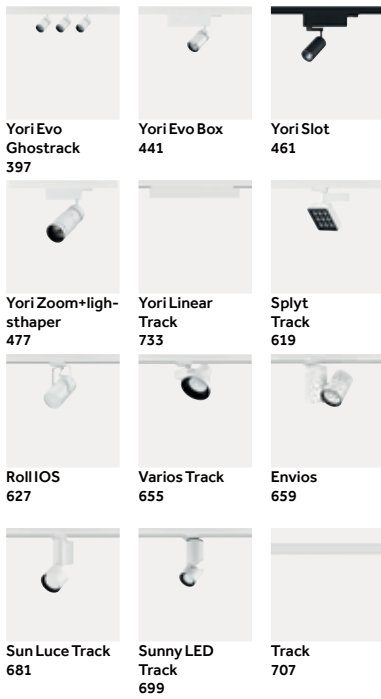 Yori Evo
Ghostrack
397
Yori Evo Box
441
Yori Slot
461
Yori Zoom+ligh-
sthaper
477
Yori Linear
Track
733
Splyt
Track
619
Roll IOS
627
Varios Track
655
Envios
659
Sun Luce Track
681
Sunny LED
Track
699
Track
707